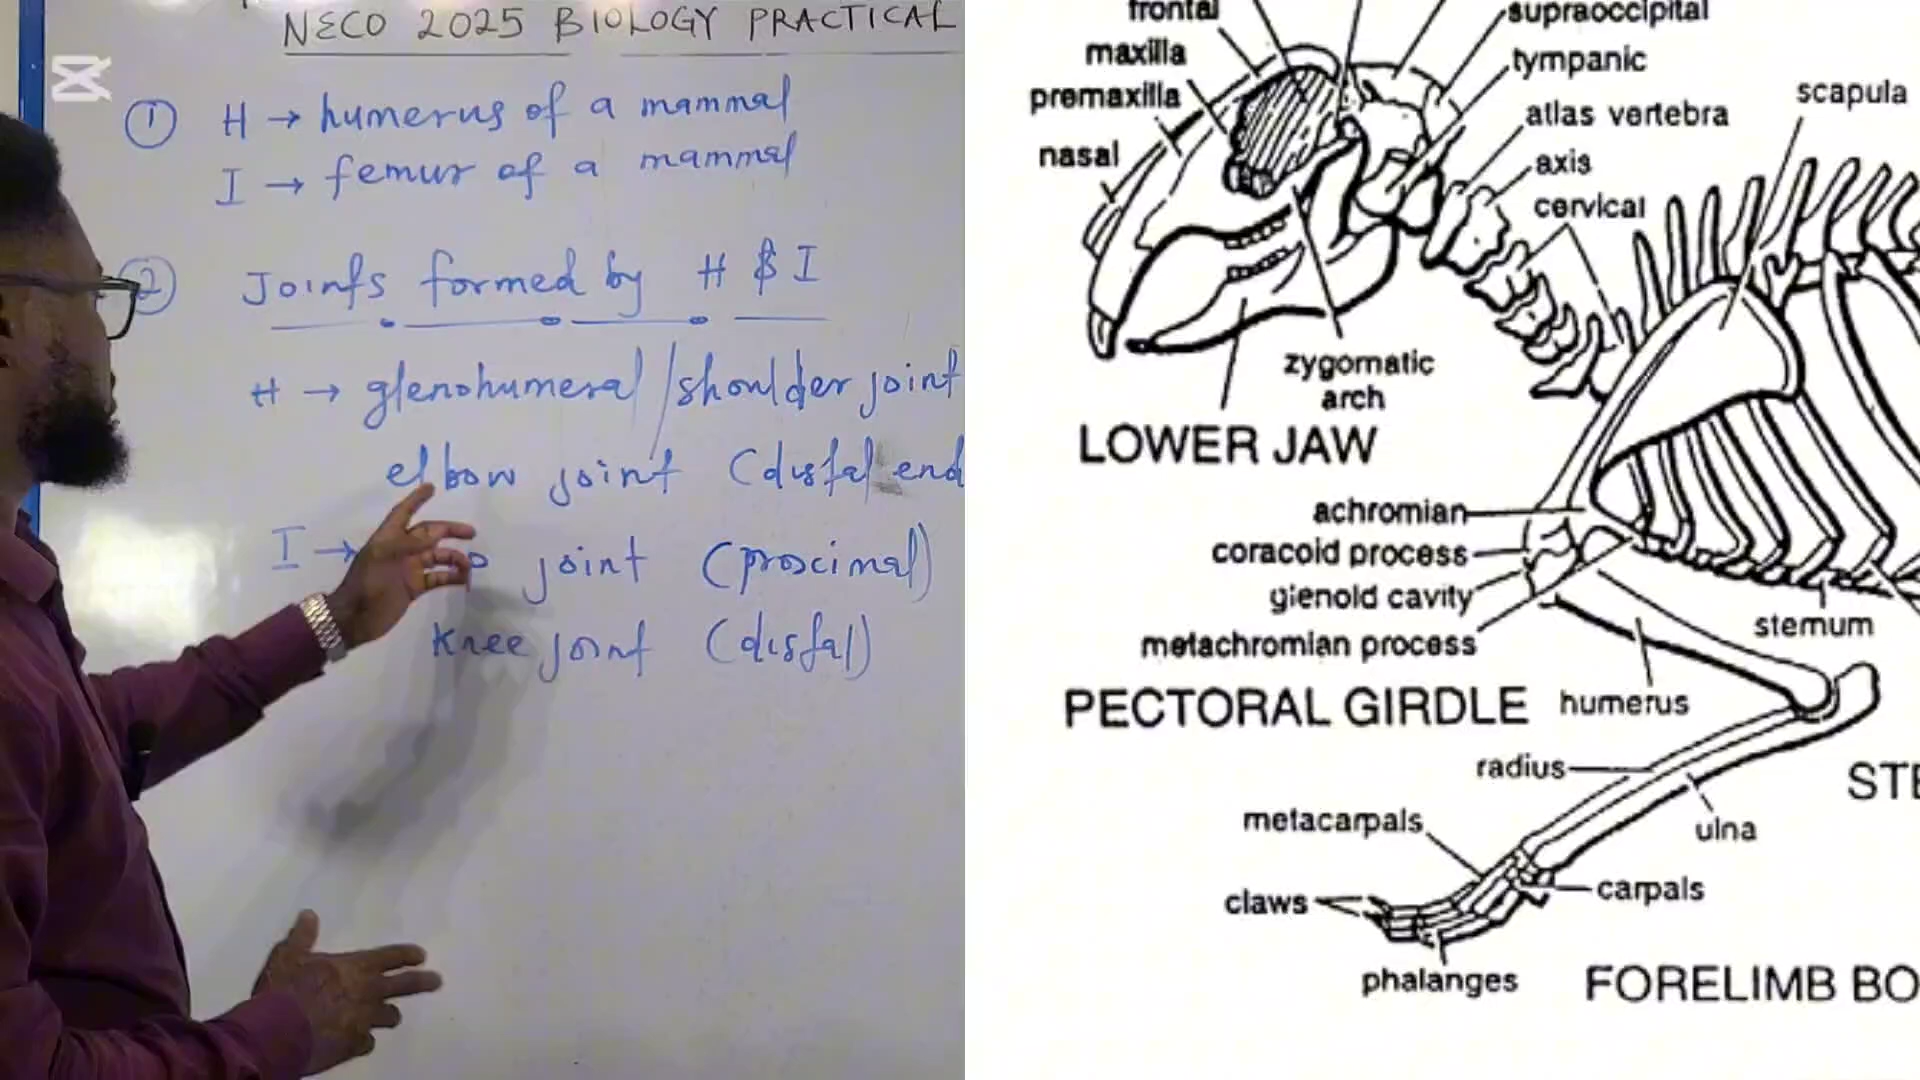 NECO 2025 BIOLOGY PRACTICAL
① H → humerus of a mammal
I → femur of a mammal
② Joints formed by H & I
H → glenohumeral / shoulder joint
elbow joint (distal end
I → joint (proximal)
Knee joint (distal)
frontal
maxilla
premaxilla
nasal
supraoccipital
tympanic
atlas vertebra
axis
cervical
scapula
zygomatic
arch
LOWER JAW
achromian
coracoid process
glenoid cavity
metachromian process
sternum
PECTORAL GIRDLE
humerus
radius
STE
metacarpals
ulna
claws
carpals
phalanges
FORELIMB BO